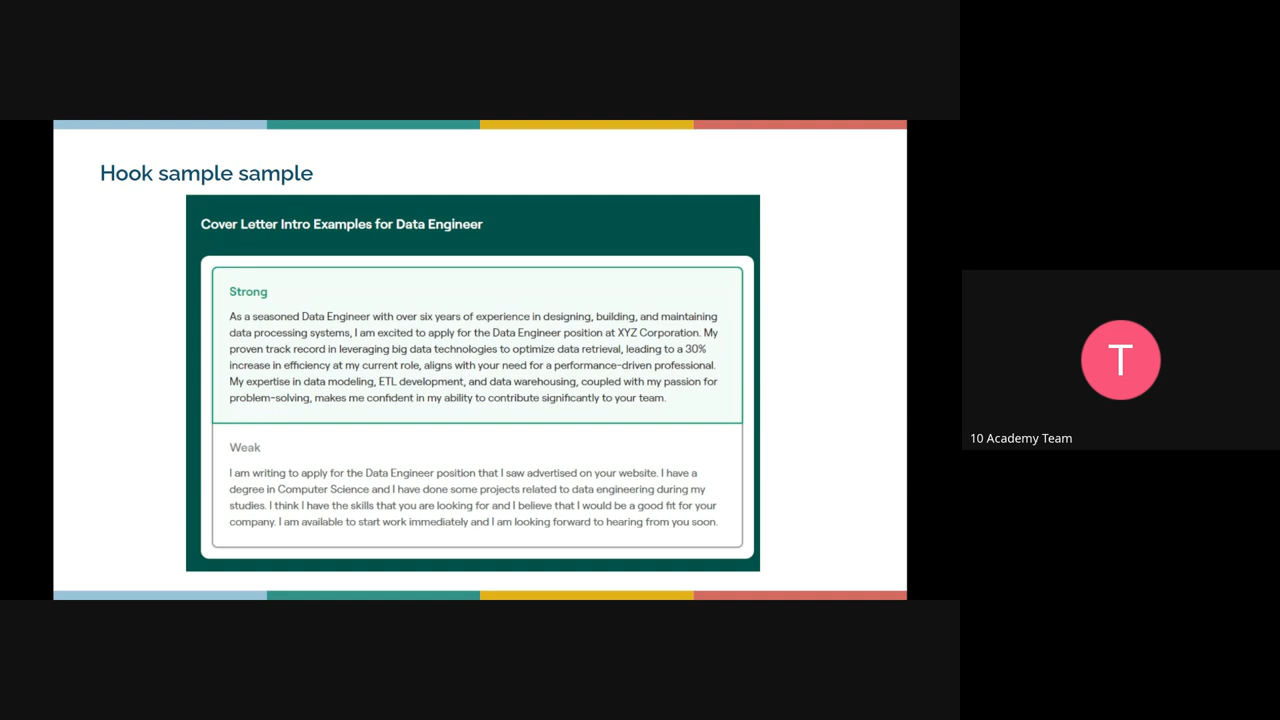 Hook sample sample
Cover Letter Intro Examples for Data Engineer
Strong
As a seasoned Data Engineer with over six years of experience in designing, building, and maintaining
data processing systems, I am excited to apply for the Data Engineer position at XYZ Corporation. My
proven track record in leveraging big data technologies to optimize data retrieval, leading to a 30%
increase in efficiency at my current role, aligns with your need for a performance-driven professional.
My expertise in data modeling, ETL development, and data warehousing, coupled with my passion for
problem-solving, makes me confident in my ability to contribute significantly to your team.
Weak
I am writing to apply for the Data Engineer position that I saw advertised on your website. I have a
degree in Computer Science and I have done some projects related to data engineering during my
studies. I think I have the skills that you are looking for and I believe that I would be a good fit for your
company. I am available to start work immediately and I am looking forward to hearing from you soon.
T
10 Academy Team